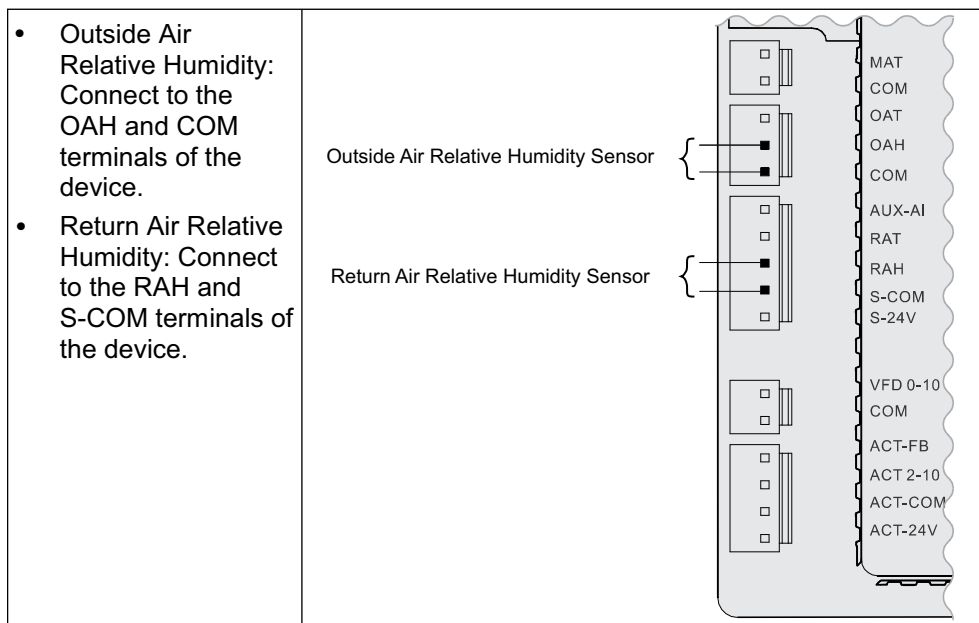 • Outside Air
Relative Humidity:
Connect to the
OAH and COM
terminals of the
device.
• Return Air Relative
Humidity: Connect
to the RAH and
S-COM terminals of
the device.
Outside Air Relative Humidity Sensor
Return Air Relative Humidity Sensor
MAT
COM
OAT
OAH
COM
AUX-AI
RAT
RAH
S-COM
S-24V
VFD 0-10
COM
ACT-FB
ACT 2-10
ACT-COM
ACT-24V